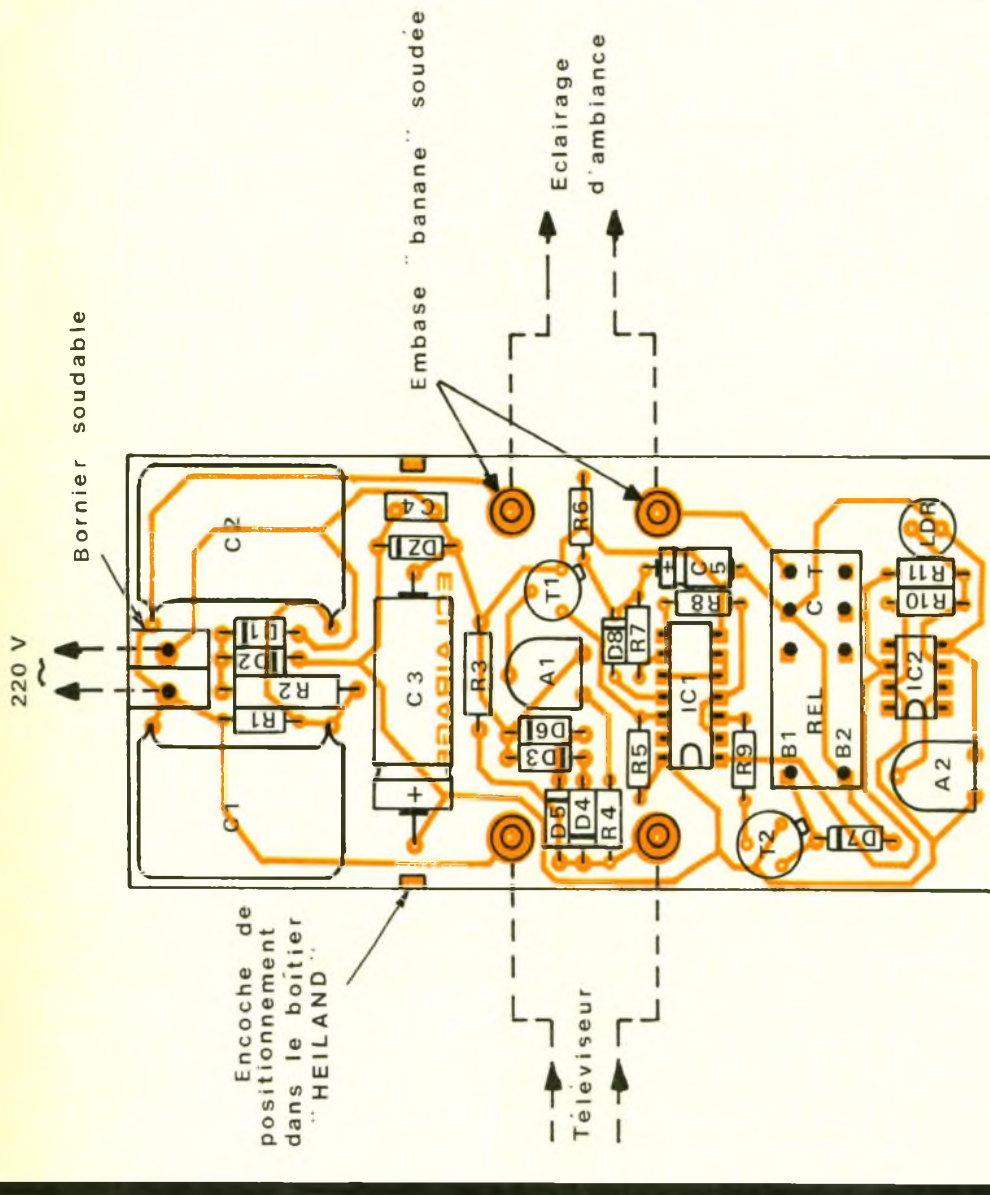 220 V
~
Bornier soudable
Embase " banane " soudée
Eclairage
d'ambiance
Encoche de
positionnement
dans le boîtier
" HEILAND "
Téléviseur
C1
C2
R1
R2
D2
D1
C3
+
DZ
C4
ECLAIRAGE
R3
D6
D3
A1
T1
R6
D5
D4
R4
D8
R7
+
C5
R8
R5
IC1
R9
T2
D7
B1
B2
REL
C
T
A2
IC2
R10
R11
LDR